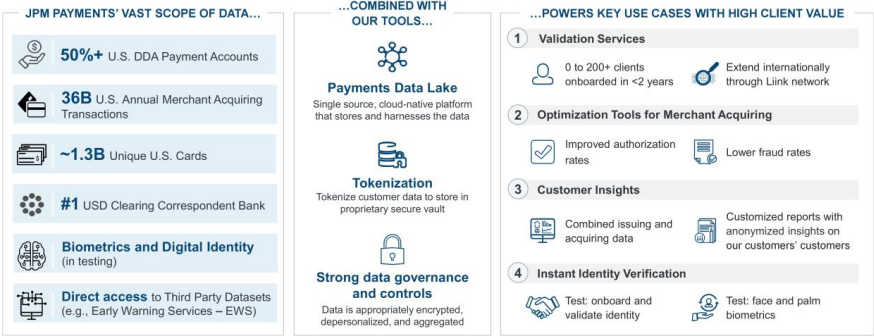 JPM PAYMENTS' VAST SCOPE OF DATA…
50%+ U.S. DDA Payment Accounts
36B U.S. Annual Merchant Acquiring
Transactions
~1.3B Unique U.S. Cards
#1 USD Clearing Correspondent Bank
Biometrics and Digital Identity
(in testing)
Direct access to Third Party Datasets
(e.g., Early Warning Services – EWS)
…COMBINED WITH
OUR TOOLS…
Payments Data Lake
Single source, cloud-native platform
that stores and harnesses the data
Tokenization
Tokenize customer data to store in
proprietary secure vault
Strong data governance
and controls
Data is appropriately encrypted,
depersonalized, and aggregated
…POWERS KEY USE CASES WITH HIGH CLIENT VALUE
1 Validation Services
0 to 200+ clients
onboarded in <2 years
Extend internationally
through Liink network
2 Optimization Tools for Merchant Acquiring
Improved authorization
rates
Lower fraud rates
3 Customer Insights
Combined issuing and
acquiring data
Customized reports with
anonymized insights on
our customers' customers
4 Instant Identity Verification
Test: onboard and
validate identity
Test: face and palm
biometrics